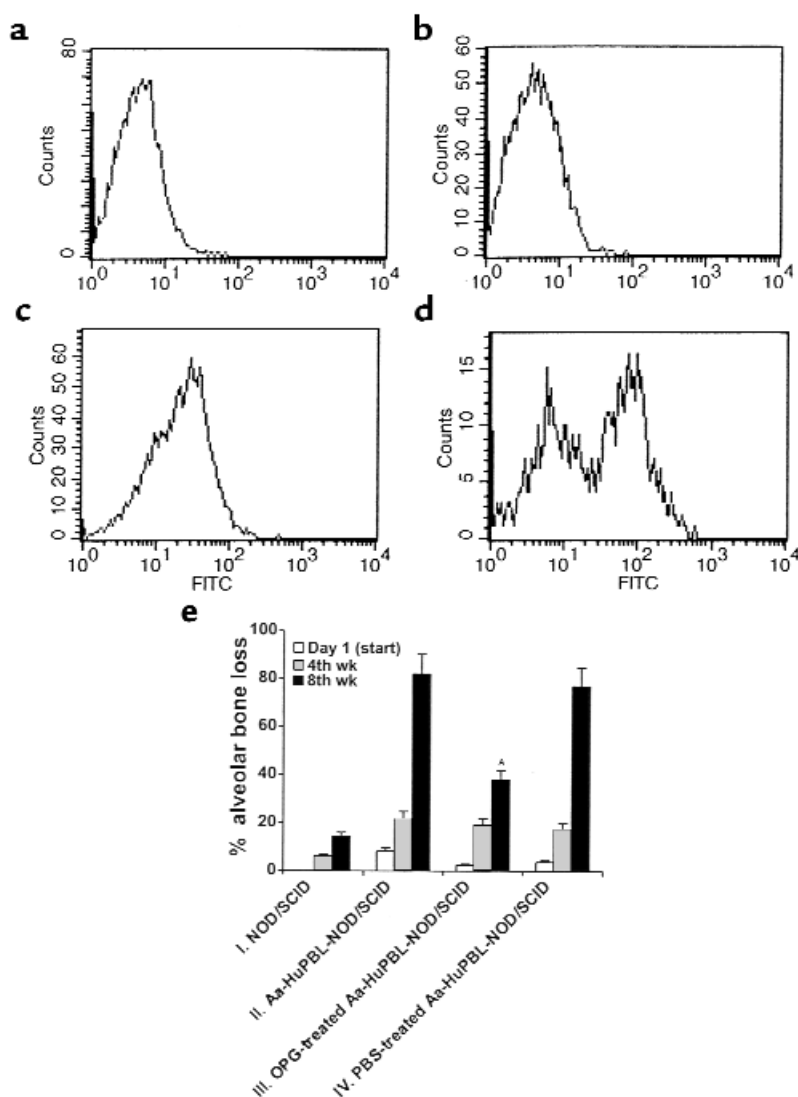 a
80
Counts
0
10^0 10^1 10^2 10^3 10^4
b
60
50
40
30
20
10
0
Counts
10^0 10^1 10^2 10^3 10^4
c
60
50
40
30
20
10
0
Counts
10^0 10^1 10^2 10^3 10^4
FITC
d
15
10
5
0
Counts
10^0 10^1 10^2 10^3 10^4
FITC
e
100
80
60
40
20
0
% alveolar bone loss
Day 1 (start)
4th wk
8th wk
A
I. NOD/SCID
II. Aa-HuPBL-NOD/SCID
III. OPG-treated Aa-HuPBL-NOD/SCID
IV. PBS-treated Aa-HuPBL-NOD/SCID